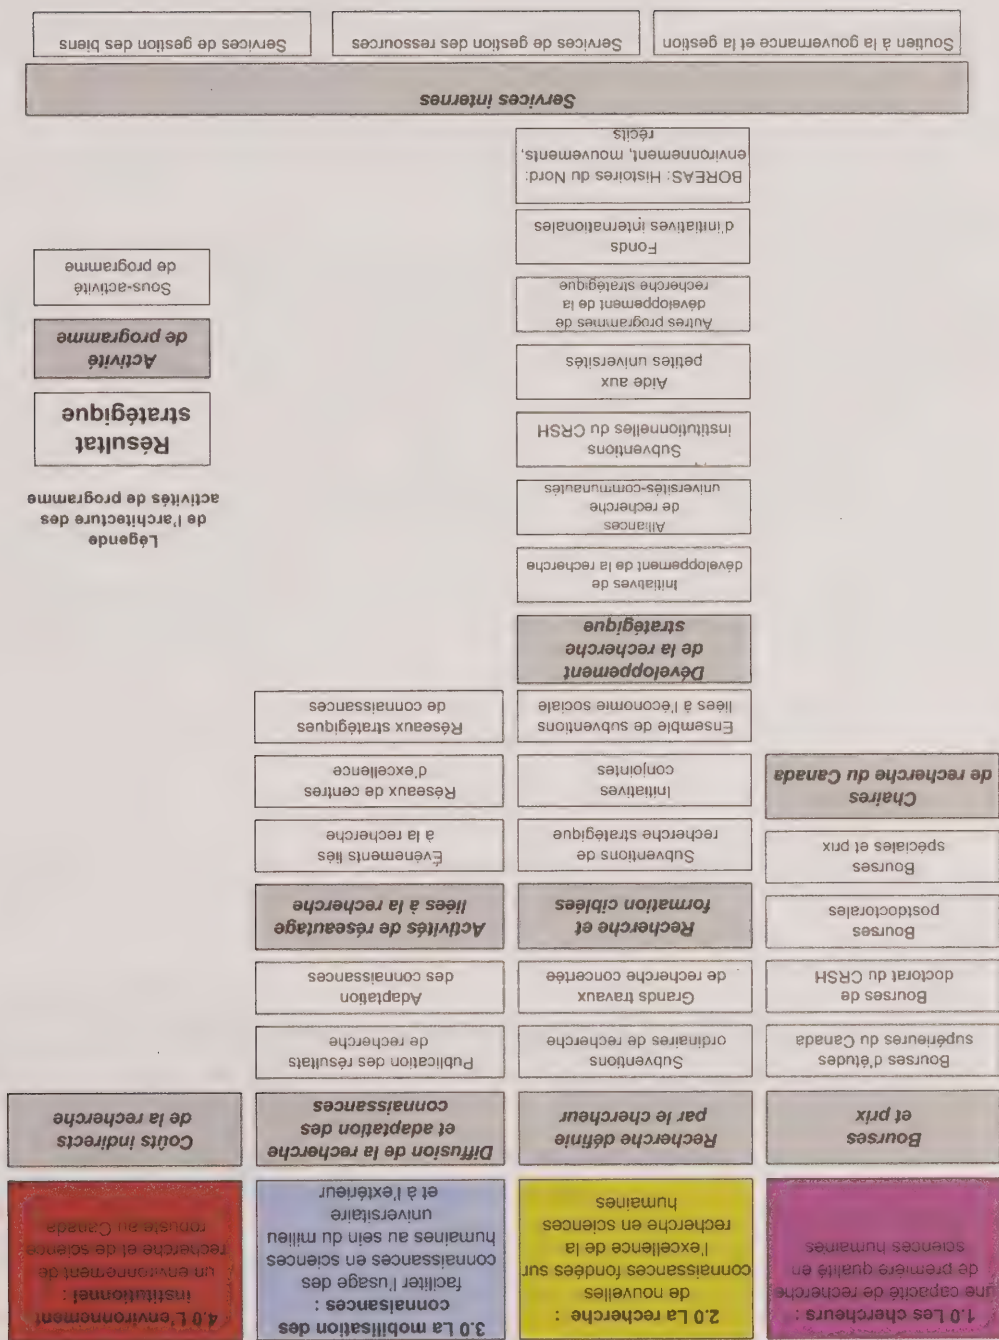 1.0 Les chercheurs :
une capacité de recherche
de première qualité en
sciences humaines
2.0 La recherche :
de nouvelles
connaissances fondées sur
l'excellence de la
recherche en sciences
humaines
3.0 La mobilisation des
connaissances :
faciliter l'usage des
connaissances en sciences
humaines au sein du milieu
universitaire
et à l'extérieur
4.0 L'environnement
institutionnel :
un environnement de
recherche et de science
robuste au Canada
Bourses
et prix
Bourses d'études
supérieures du Canada
Bourses de
doctorat du CRSH
Bourses
postdoctorales
Bourses
spéciales et prix
Chaires
de recherche du Canada
Recherche définie
par le chercheur
Subventions
ordinaires de recherche
Grands travaux
de recherche concertée
Recherche et
formation ciblées
Subventions de
recherche stratégique
Initiatives
conjointes
Ensemble de subventions
liées à l'économie sociale
Développement
de la recherche
stratégique
Initiatives de
développement de la recherche
Alliances
de recherche
universités-communautés
Subventions
institutionnelles du CRSH
Aide aux
petites universités
Autres programmes de
développement de la
recherche stratégique
Fonds
d'initiatives internationales
BOREAS: Histoires du Nord:
environnement, mouvements,
récits
Diffusion de la recherche
et adaptation des
connaissances
Publication des résultats
de recherche
Adaptation
des connaissances
Activités de réseautage
liées à la recherche
Événements liés
à la recherche
Réseaux de centres
d'excellence
Réseaux stratégiques
de connaissances
Coûts indirects
de la recherche
Légende
de l'architecture des
activités de programme
Résultat
stratégique
Activité
de programme
Sous-activité
de programme
Services internes
Soutien à la gouvernance et la gestion
Services de gestion des ressources
Services de gestion des biens